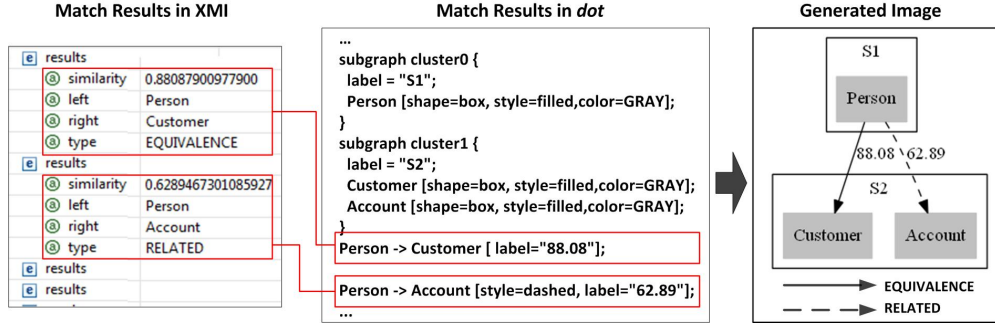 Match Results in XMI
e results
a similarity 0.88087900977900
a left Person
a right Customer
a type EQUIVALENCE
e results
a similarity 0.6289467301085927
a left Person
a right Account
a type RELATED
e results
e results
Match Results in dot
...
subgraph cluster0 {
label = "S1";
Person [shape=box, style=filled,color=GRAY];
}
subgraph cluster1 {
label = "S2";
Customer [shape=box, style=filled,color=GRAY];
Account [shape=box, style=filled,color=GRAY];
}
Person -> Customer [ label="88.08"];
Person -> Account [style=dashed, label="62.89"];
...
Generated Image
S1
Person
88.08 62.89
S2
Customer Account
EQUIVALENCE
RELATED